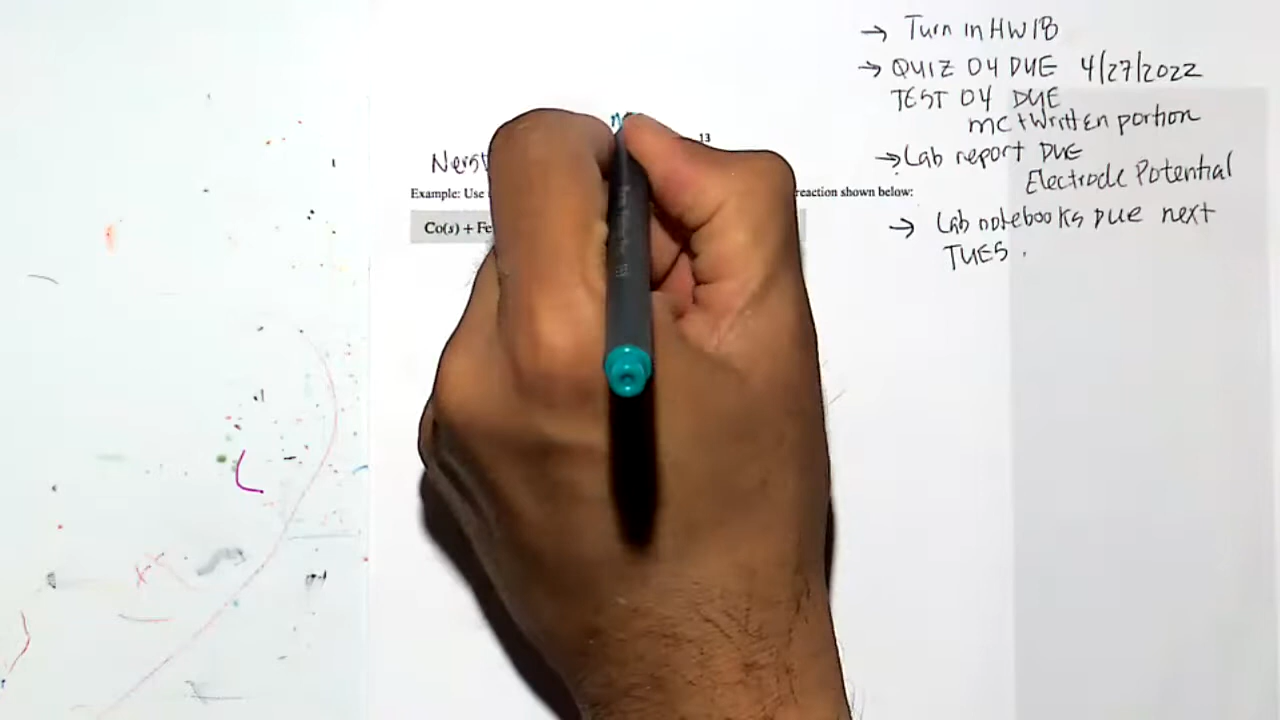 → Turn in HW18
→ QUIZ 04 DUE 4/27/2022
TEST 04 DUE
MC + Written portion
→ Lab report DUE
Electrode Potential
→ Lab notebooks DUE next
TUES.
13
Nerst
Example: Use reaction shown below:
Co(s) + Fe